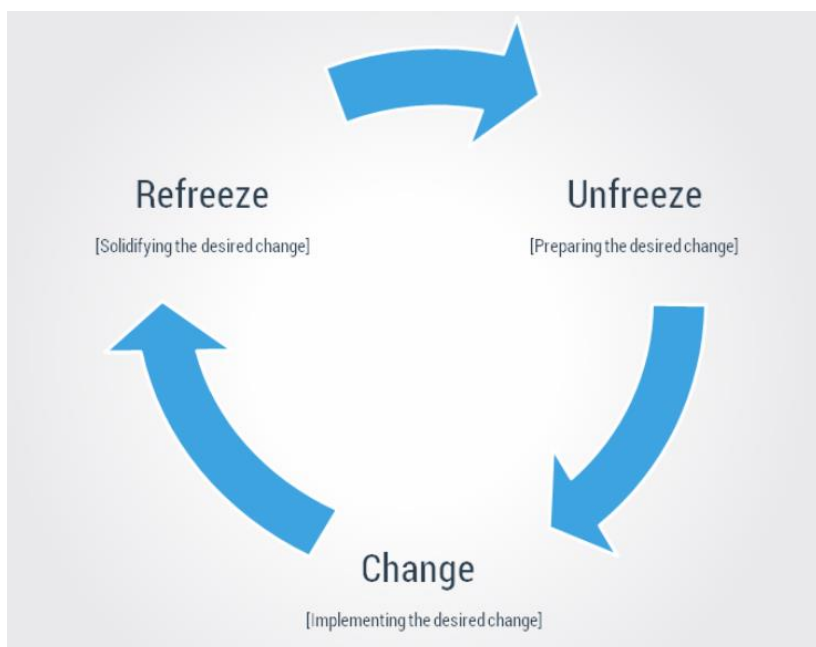 Refreeze
[Solidifying the desired change]
Unfreeze
[Preparing the desired change]
Change
[Implementing the desired change]